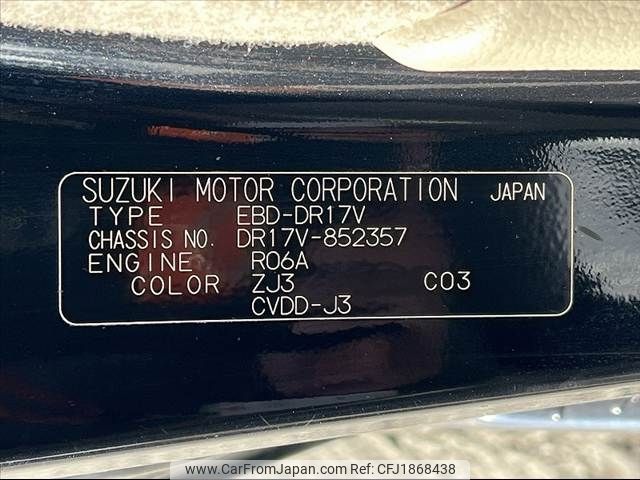 SUZUKI MOTOR CORPORATION JAPAN
TYPE EBD-DR17V
CHASSIS NO. DR17V-852357
ENGINE R06A
COLOR ZJ3 C03
CVDD-J3
www.CarFromJapan.com Ref: CFJ1868438